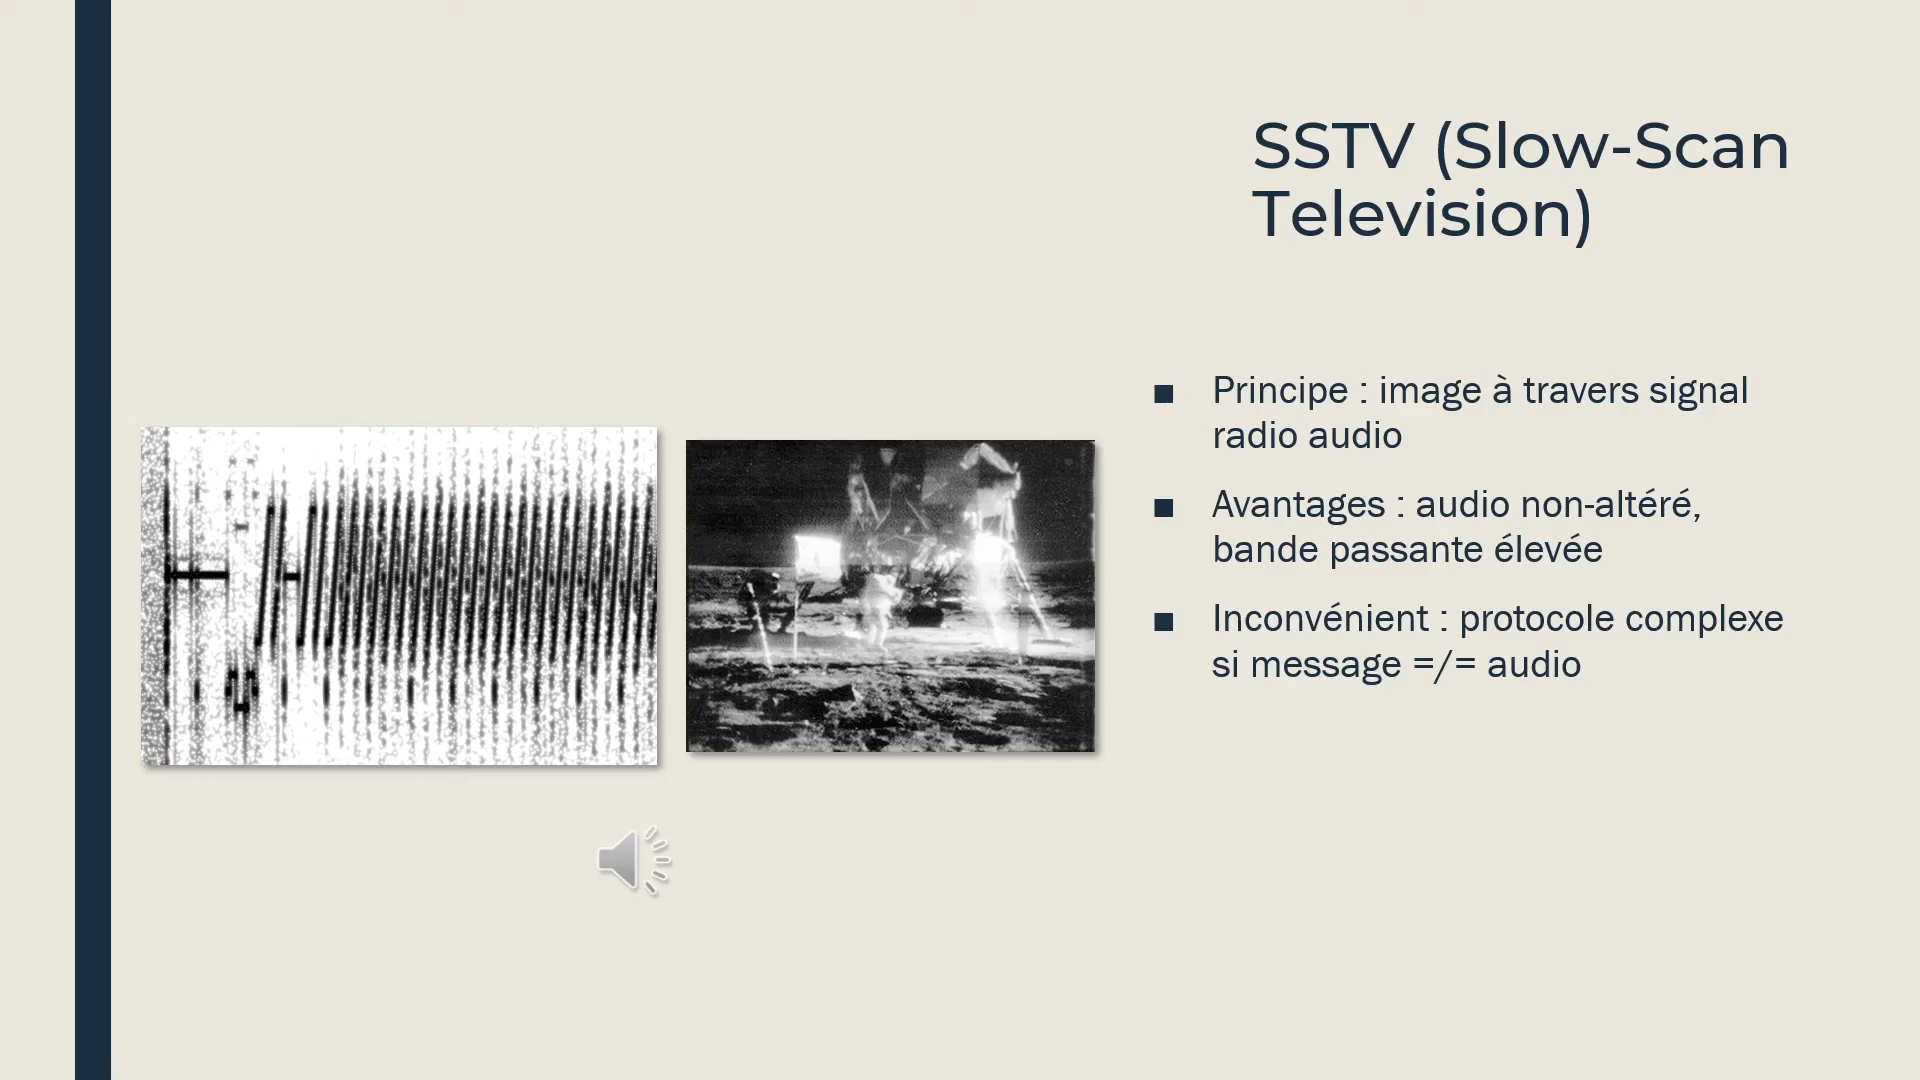 SSTV (Slow-Scan
Television)
■ Principe : image à travers signal
radio audio
■ Avantages : audio non-altéré,
bande passante élevée
■ Inconvénient : protocole complexe
si message =/= audio